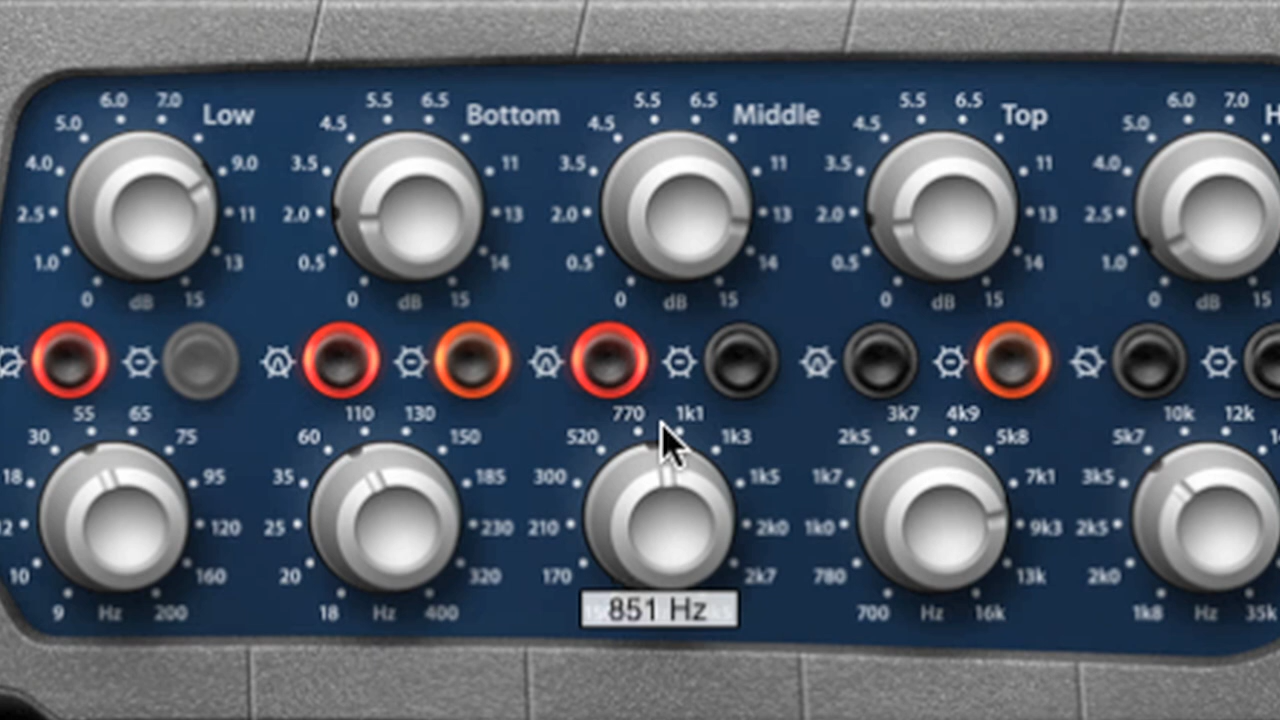 5.5 6.5 5.5 6.5 5.5 6.5
6.0 7.0 Low 4.5 Bottom 4.5 Middle 4.5 Top 6.0 7.0
5.0 5.0
4.0 9.0 3.5 11 3.5 11 3.5 11 4.0
2.5 11 2.0 13 2.0 13 2.0 13 2.5
1.0 13 0.5 14 0.5 14 0.5 14 1.0
0 dB 15 0 dB 15 0 dB 15 0 dB 15 0 dB 15
55 65 110 130 770 1k1 3k7 4k9 10k 12k
30 75 60 150 520 1k3 2k5 5k8 5k7
18 95 35 185 300 1k5 1k7 7k1 3k5
120 25 230 210 2k0 1k0 9k3 2k5
10 160 20 320 170 2k7 780 13k 2k0
9 Hz 200 18 Hz 400 851 Hz 700 Hz 16k 1k8 Hz 35k